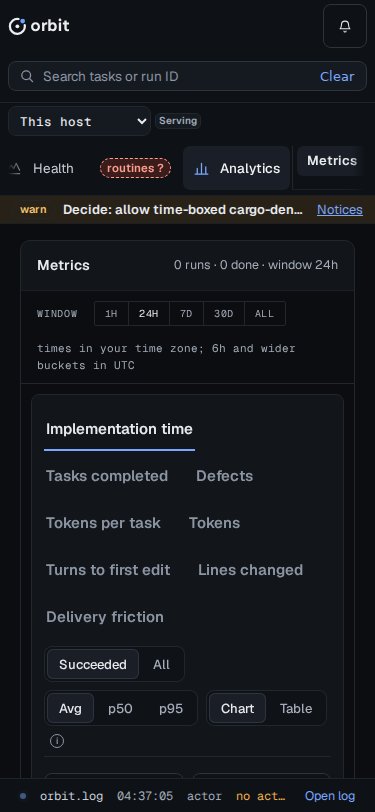 orbit
Search tasks or run ID Clear
This host Serving
Health routines ? Analytics Metrics
warn Decide: allow time-boxed cargo-den… Notices
Metrics 0 runs · 0 done · window 24h
WINDOW 1H 24H 7D 30D ALL
times in your time zone; 6h and wider
buckets in UTC
Implementation time
Tasks completed Defects
Tokens per task Tokens
Turns to first edit Lines changed
Delivery friction
Succeeded All
Avg p50 p95 Chart Table
orbit.log 04:37:05 actor no act… Open log